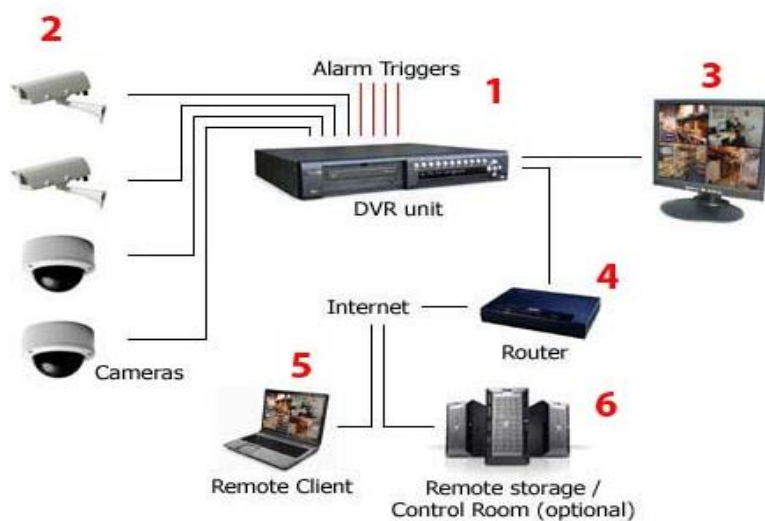 2
Alarm Triggers
1
3
DVR unit
4
Internet
Router
Cameras
5
6
Remote Client
Remote storage /
Control Room (optional)